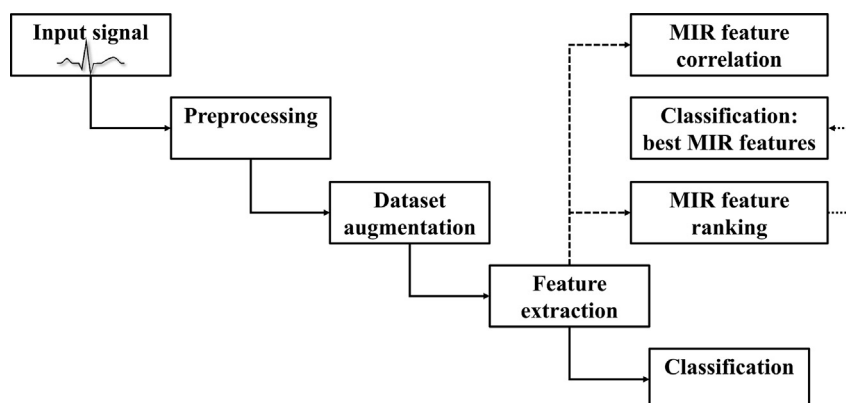 Input signal
Preprocessing
Dataset
augmentation
Feature
extraction
Classification
MIR feature
correlation
Classification:
best MIR features
MIR feature
ranking